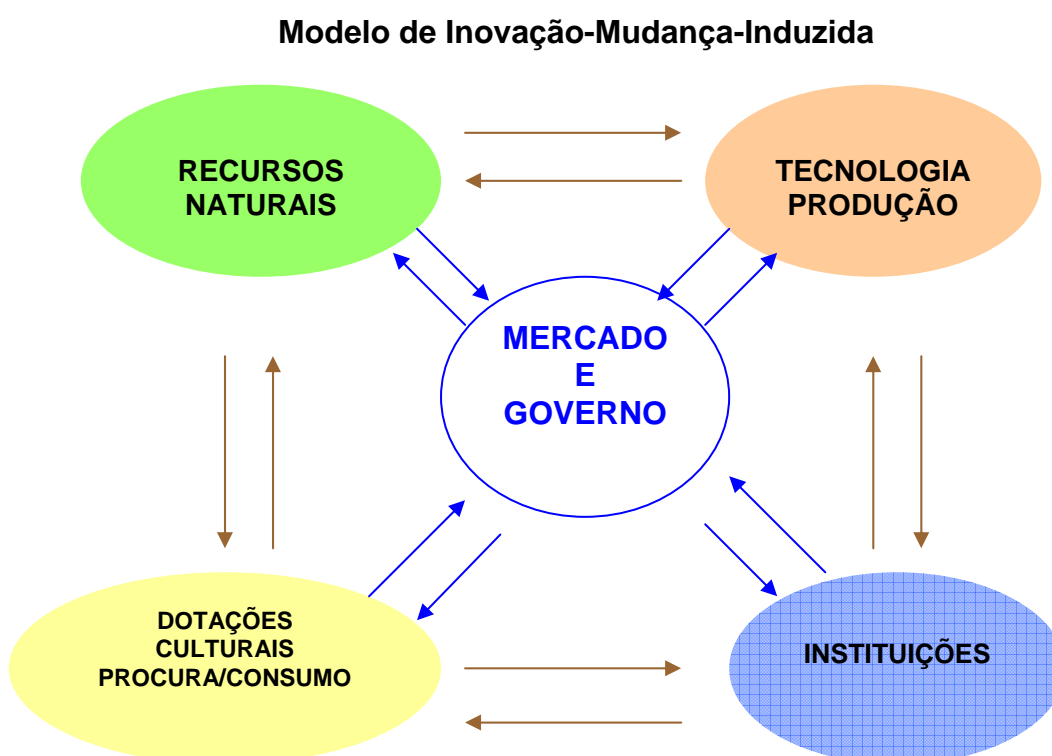 Modelo de Inovação-Mudança-Induzida
RECURSOS
NATURAIS
TECNOLOGIA
PRODUÇÃO
MERCADO
E
GOVERNO
DOTAÇÕES
CULTURAIS
PROCURA/CONSUMO
INSTITUIÇÕES